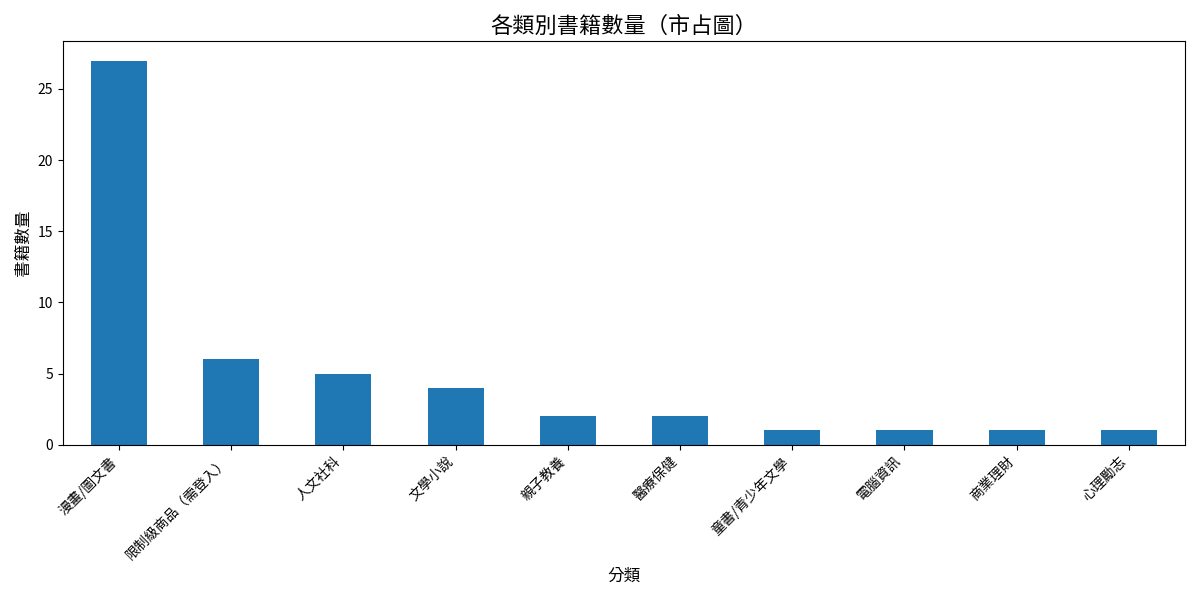 各類別書籍數量（市占圖）
書籍數量
25
20
15
10
5
0
漫畫/圖文書
限制級商品（需登入）
人文社科
文學小說
親子教養
醫療保健
童書/青少年文學
電腦資訊
商業理財
心理勵志
分類